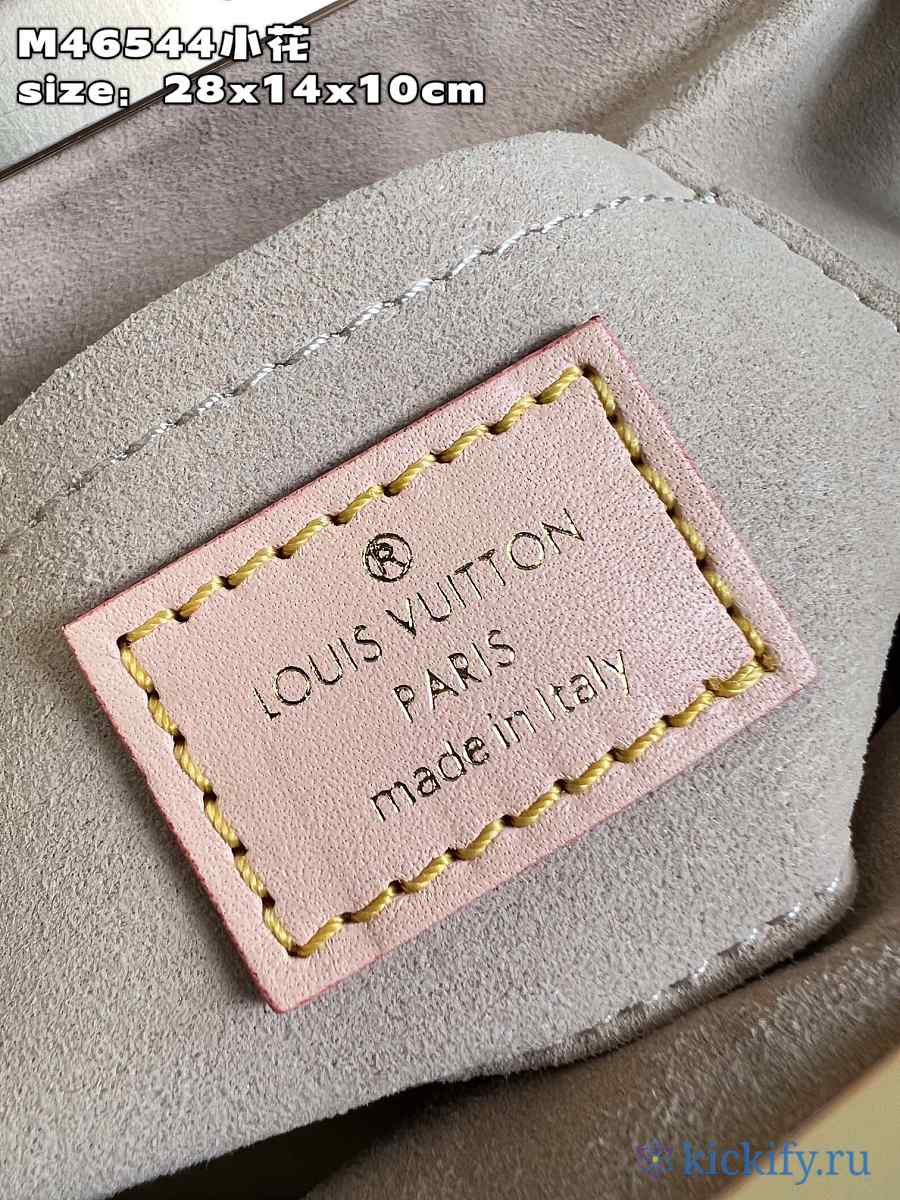 M46544小花
size：28x14x10cm
®
LOUIS VUITTON
PARIS
made in Italy
kickify.ru